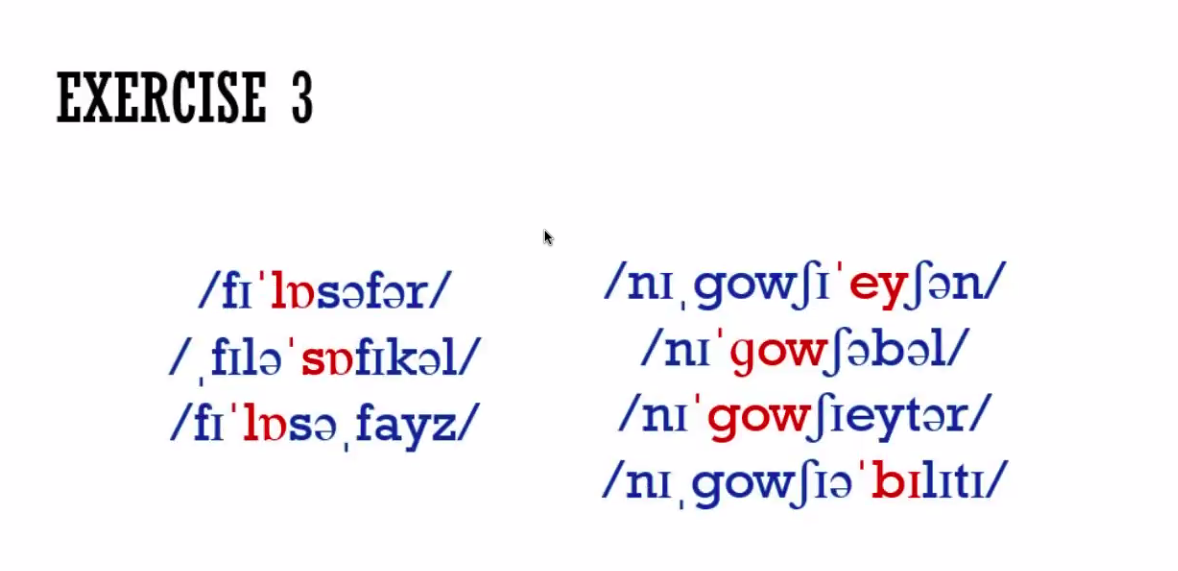 EXERCISE 3
/fɪˈlɒsəfər/
/ˌfɪləˈsɒfɪkəl/
/fɪˈlɒsəˌfayz/
/nɪˌgowʃɪˈeyʃən/
/nɪˈgowʃəbəl/
/nɪˈgowʃɪeytər/
/nɪˌgowʃɪəˈbɪlɪtɪ/